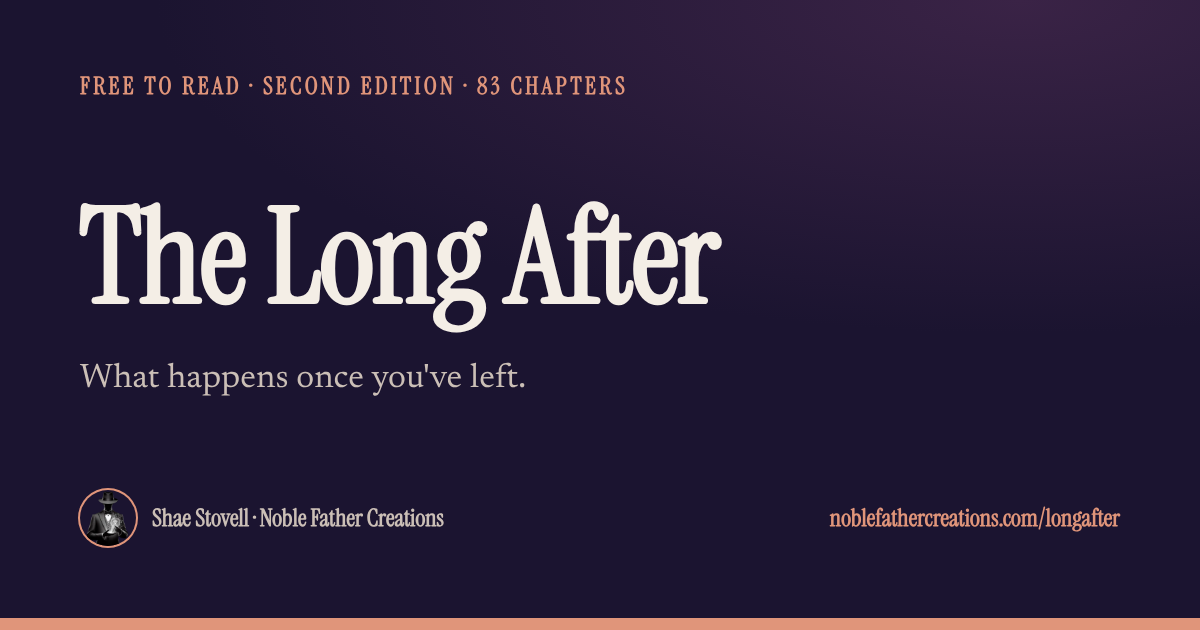 FREE TO READ · SECOND EDITION · 83 CHAPTERS
The Long After
What happens once you've left.
Shae Stovell · Noble Father Creations
noblefathercreations.com/longafter